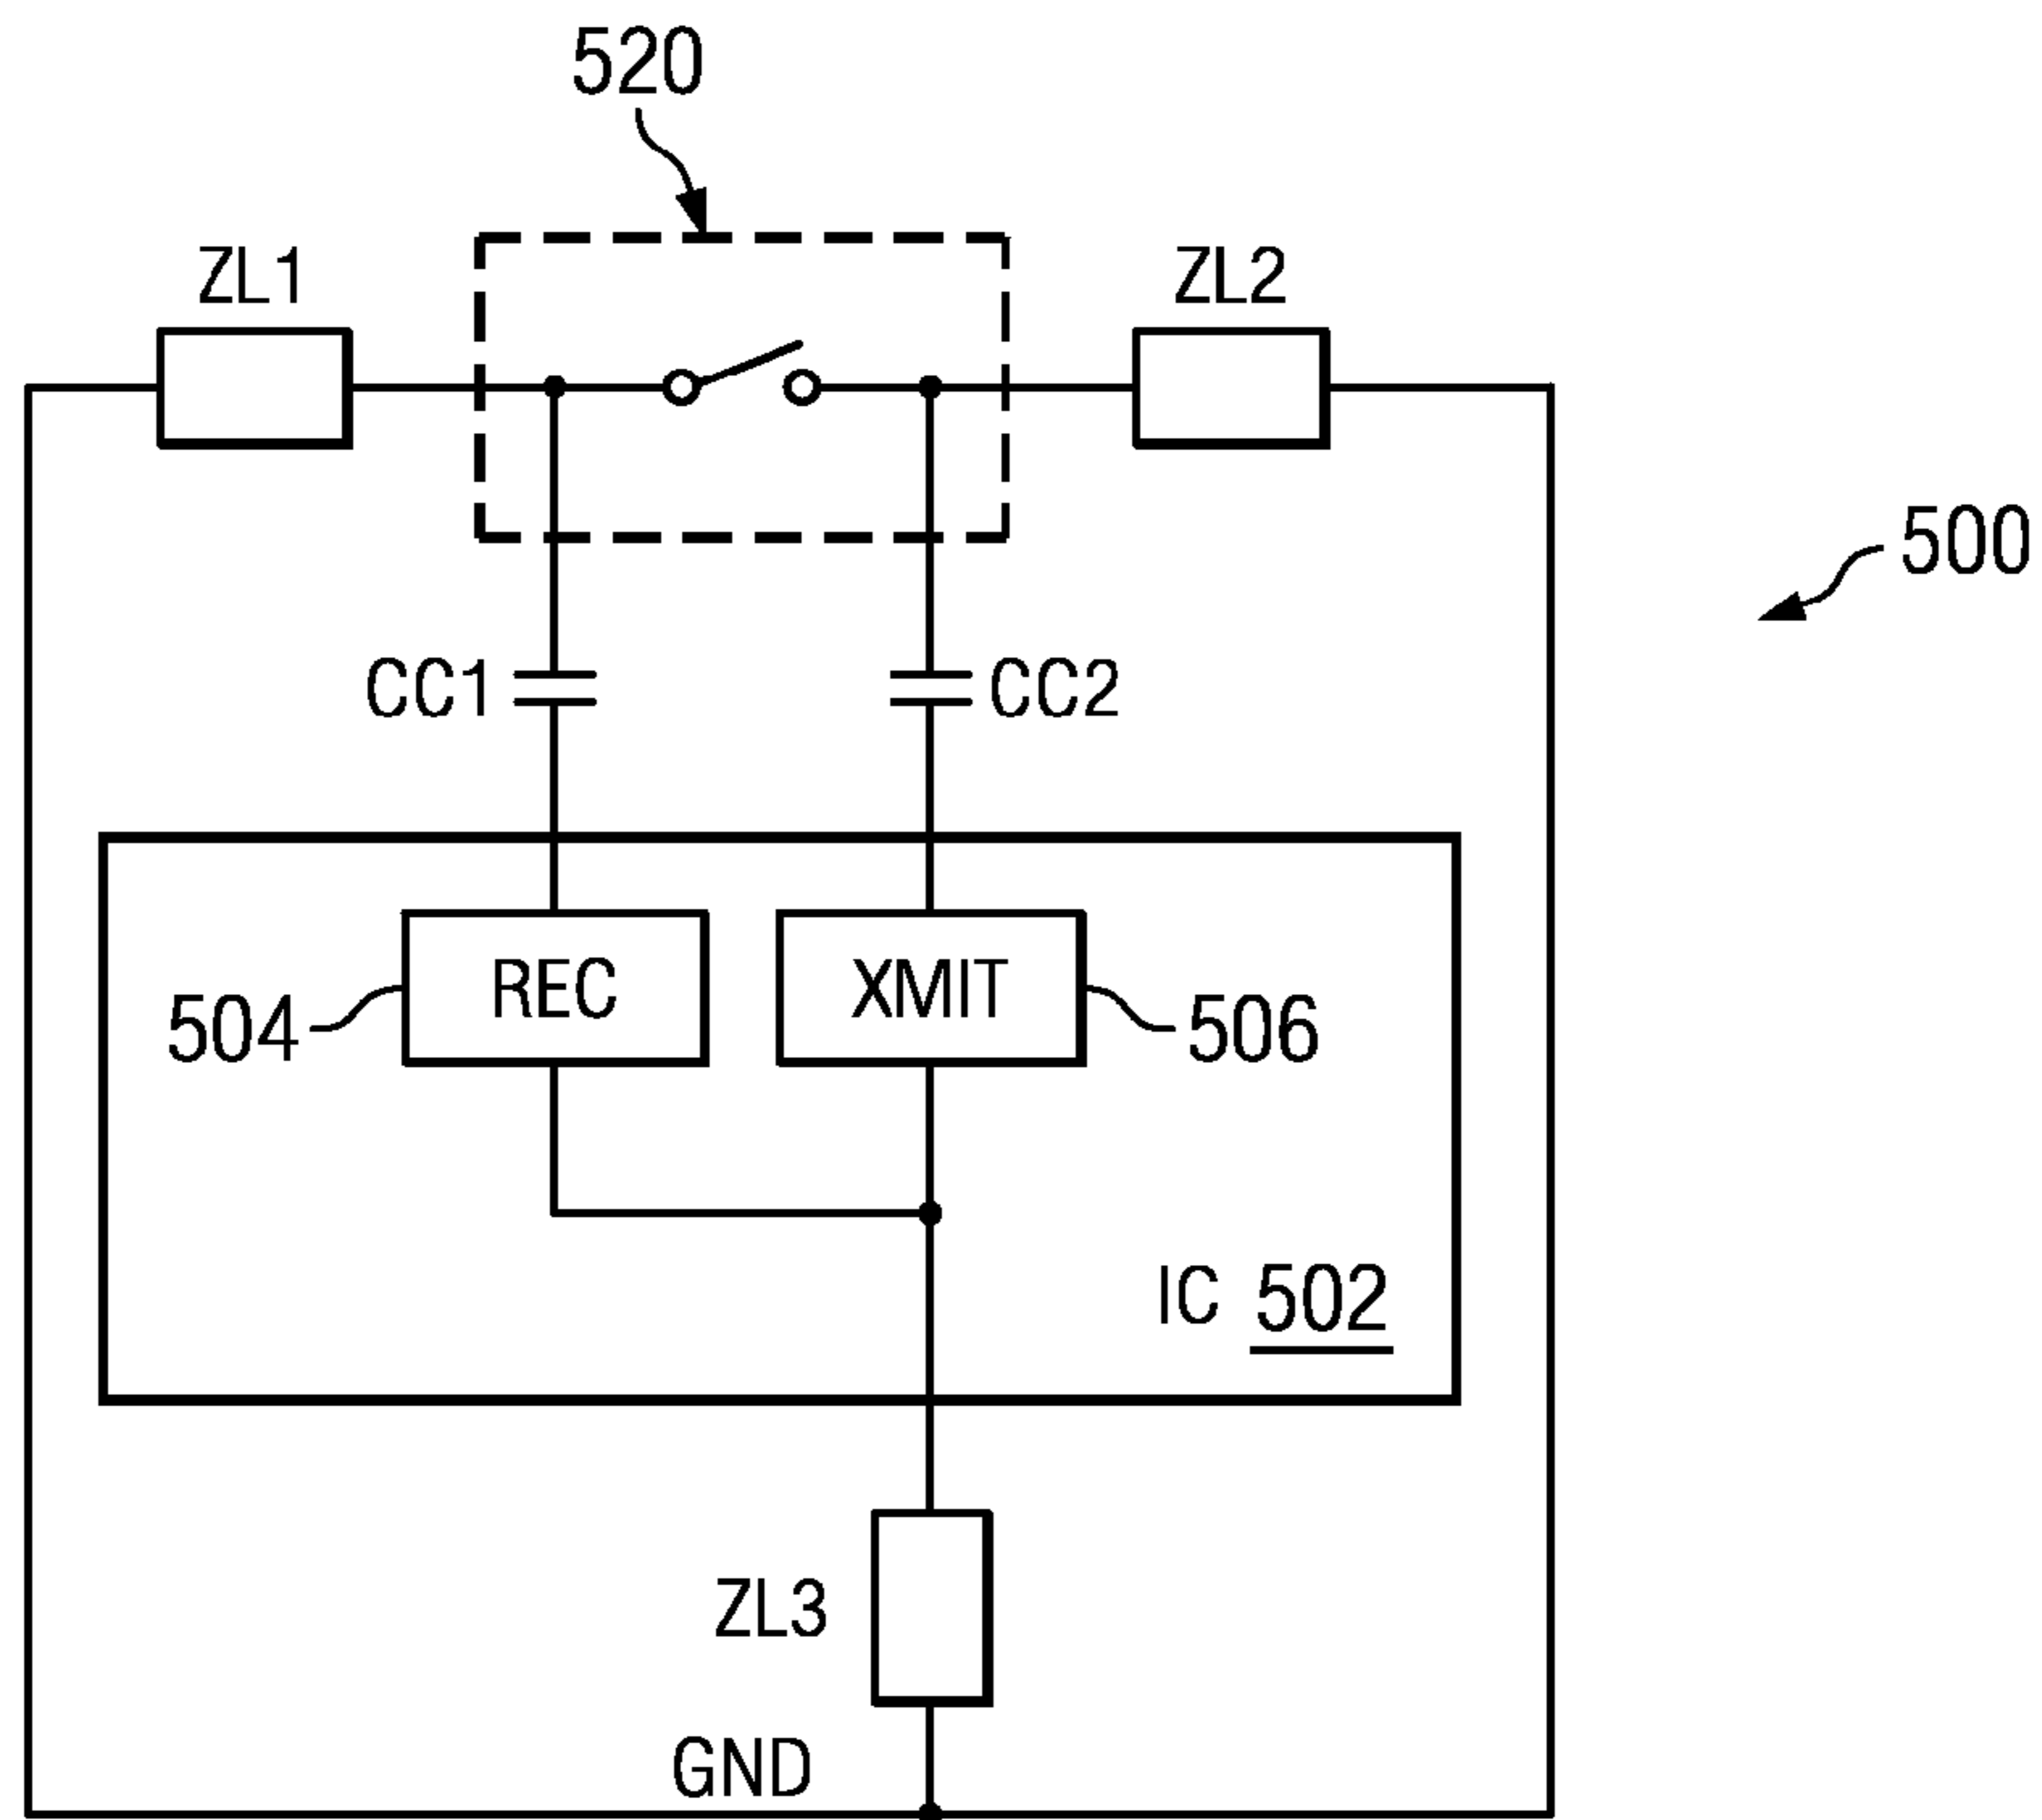 520
ZL1
ZL2
500
CC1
CC2
REC
XMIT
504
506
IC 502
ZL3
GND